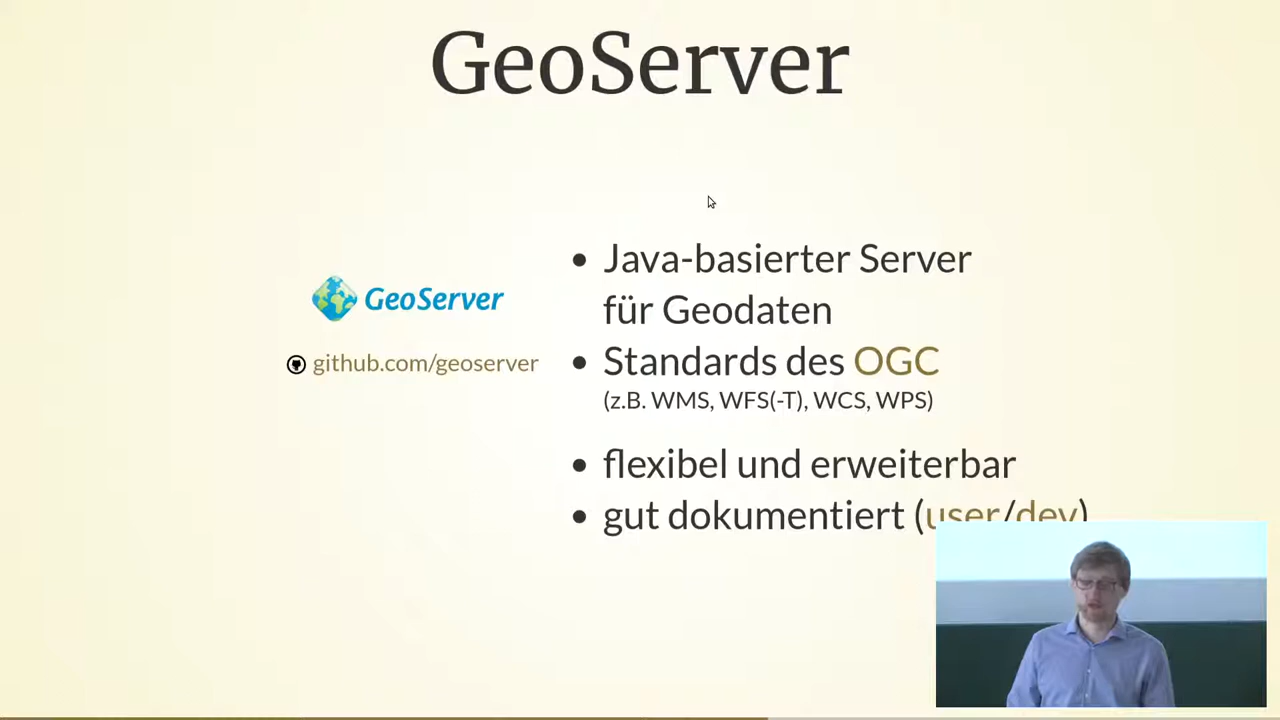 GeoServer
GeoServer
github.com/geoserver
Java-basierter Server
für Geodaten
Standards des OGC
(z.B. WMS, WFS(-T), WCS, WPS)
flexibel und erweiterbar
gut dokumentiert (user/dev)